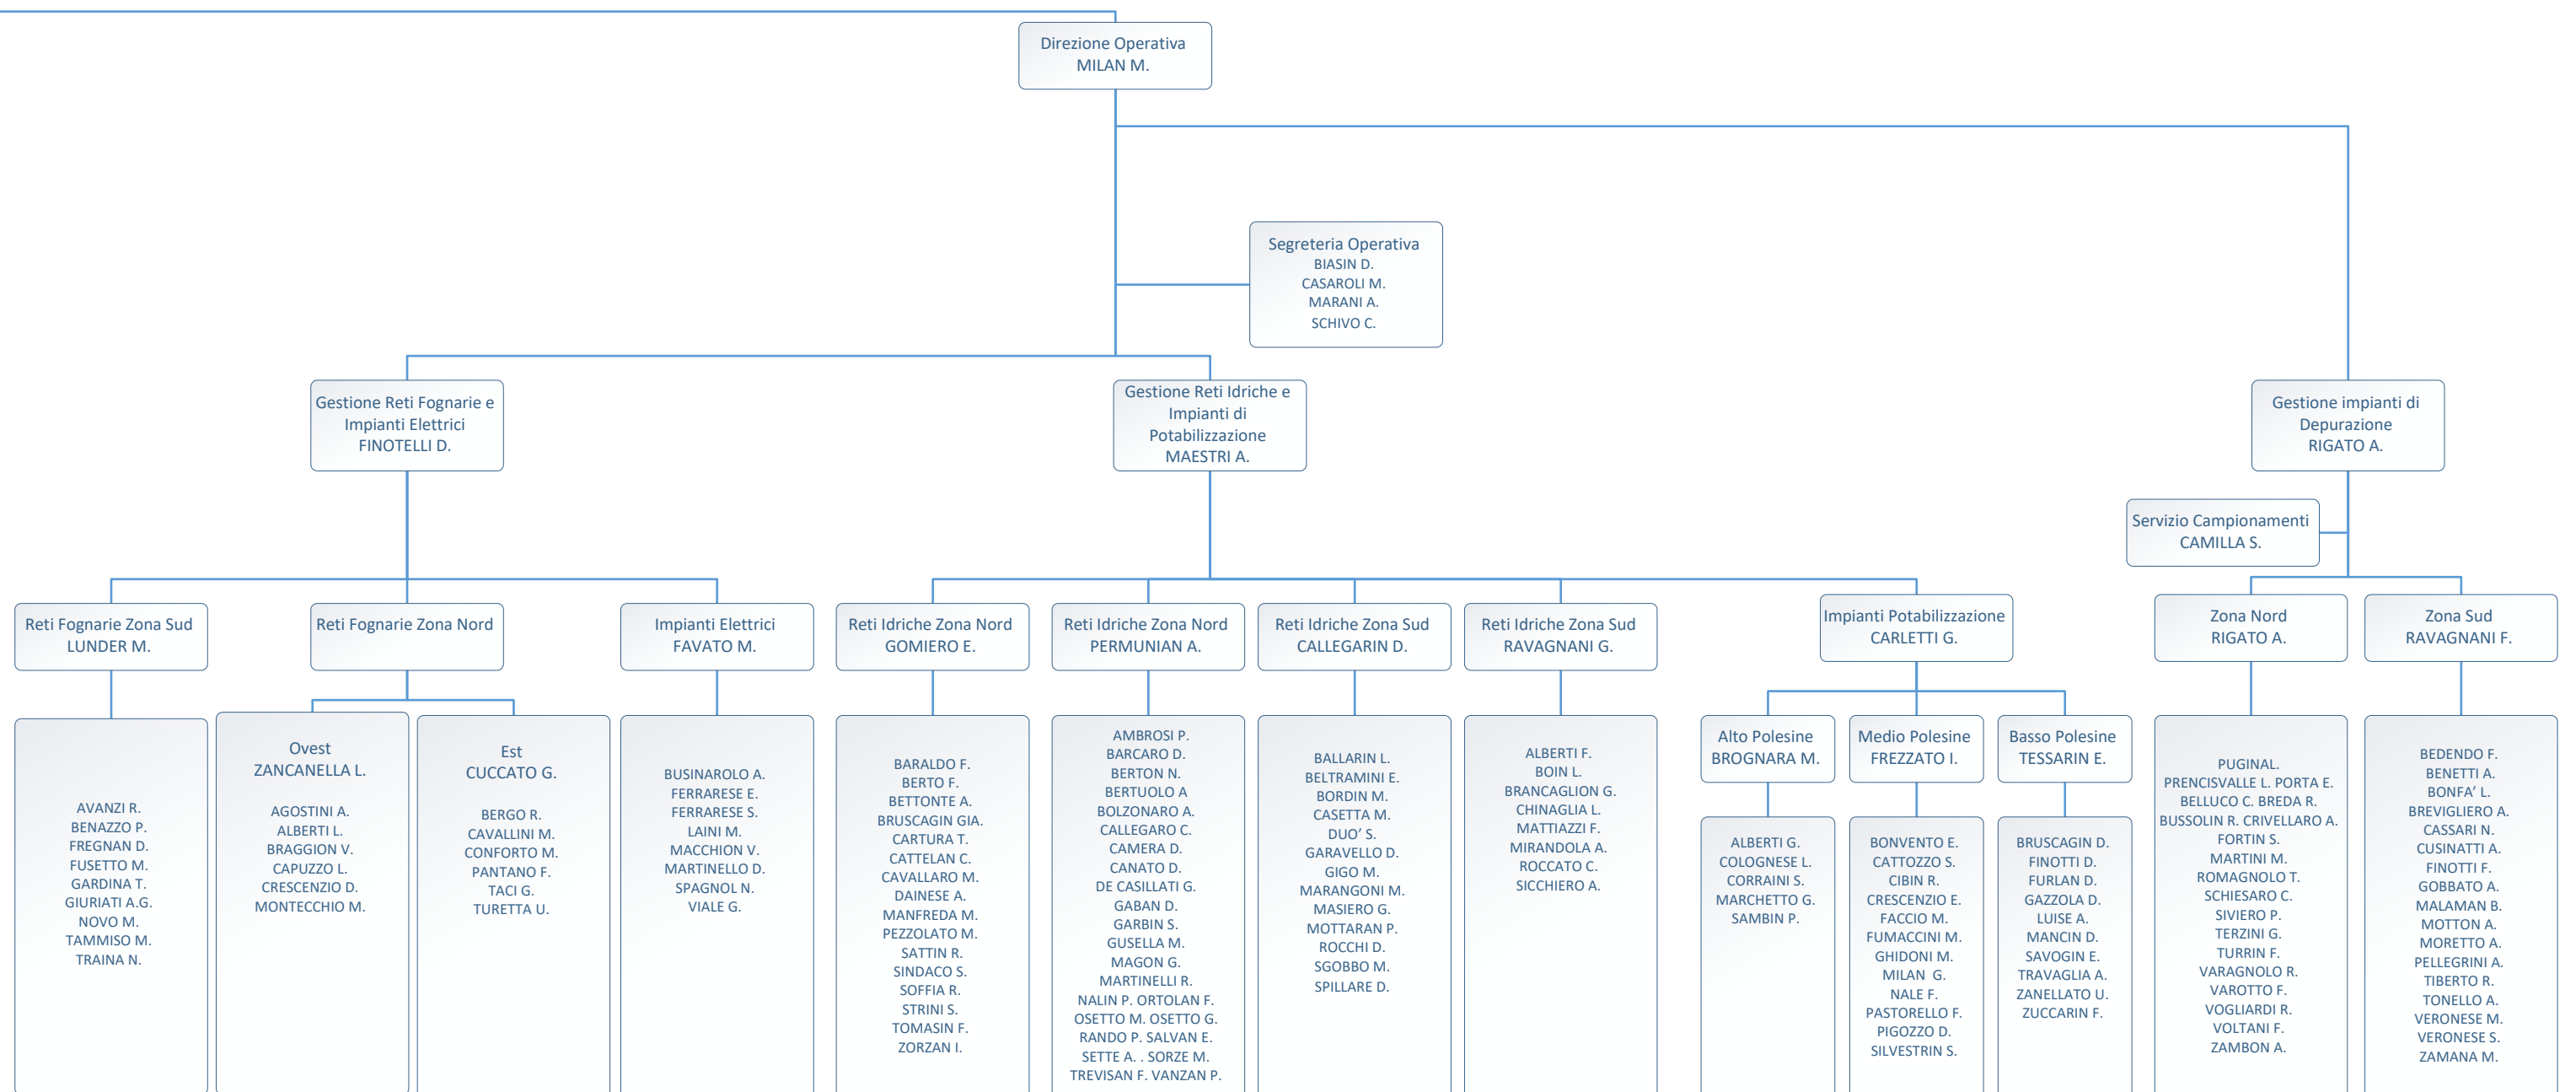 Direzione Operativa
MILAN M.
Segreteria Operativa
BIASIN D.
CASAROLI M.
MARANI A.
SCHIVO C.
Gestione Reti Fognarie e
Impianti Elettrici
FINOTELLI D.
Gestione Reti Idriche e
Impianti di
Potabilizzazione
MAESTRI A.
Gestione impianti di
Depurazione
RIGATO A.
Servizio Campionamenti
CAMILLA S.
Reti Fognarie Zona Sud
LUNDER M.
Reti Fognarie Zona Nord
Impianti Elettrici
FAVATO M.
Reti Idriche Zona Nord
GOMIERO E.
Reti Idriche Zona Nord
PERMUNIAN A.
Reti Idriche Zona Sud
CALLEGARIN D.
Reti Idriche Zona Sud
RAVAGNANI G.
Impianti Potabilizzazione
CARLETTI G.
Zona Nord
RIGATO A.
Zona Sud
RAVAGNANI F.
AVANZI R.
BENAZZO P.
FREGNAN D.
FUSETTO M.
GARDINA T.
GIURIATI A.G.
NOVO M.
TAMMISO M.
TRAINA N.
Ovest
ZANCANELLA L.
AGOSTINI A.
ALBERTI L.
BRAGGION V.
CAPUZZO L.
CRESCENZIO D.
MONTECCHIO M.
Est
CUCCATO G.
BERGO R.
CAVALLINI M.
CONFORTO M.
PANTANO F.
TACI G.
TURETTA U.
BUSINAROLO A.
FERRARESE E.
FERRARESE S.
LAINI M.
MACCHION V.
MARTINELLO D.
SPAGNOL N.
VIALE G.
BARALDO F.
BERTO F.
BETTONTE A.
BRUSCAGIN GIA.
CARTURA T.
CATTELAN C.
CAVALLARO M.
DAINESE A.
MANFREDA M.
PEZZOLATO M.
SATTIN R.
SINDACO S.
SOFFIA R.
STRINI S.
TOMASIN F.
ZORZAN I.
AMBROSI P.
BARCARO D.
BERTON N.
BERTUOLO A
BOLZONARO A.
CALLEGARO C.
CAMERA D.
CANATO D.
DE CASILLATI G.
GABAN D.
GARBIN S.
GUSELLA M.
MAGON G.
MARTINELLI R.
NALIN P. ORTOLAN F.
OSETTO M. OSETTO G.
RANDO P. SALVAN E.
SETTE A. . SORZE M.
TREVISAN F. VANZAN P.
BALLARIN L.
BELTRAMINI E.
BORDIN M.
CASETTA M.
DUO’ S.
GARAVELLO D.
GIGO M.
MARANGONI M.
MASIERO G.
MOTTARAN P.
ROCCHI D.
SGOBBO M.
SPILLARE D.
ALBERTI F.
BOIN L.
BRANCAGLION G.
CHINAGLIA L.
MATTIAZZI F.
MIRANDOLA A.
ROCCATO C.
SICCHIERO A.
Alto Polesine
BROGNARA M.
ALBERTI G.
COLOGNESE L.
CORRAINI S.
MARCHETTO G.
SAMBIN P.
Medio Polesine
FREZZATO I.
BONVENTO E.
CATTOZZO S.
CIBIN R.
CRESCENZIO E.
FACCIO M.
FUMACCINI M.
GHIDONI M.
MILAN  G.
NALE F.
PASTORELLO F.
PIGOZZO D.
SILVESTRIN S.
Basso Polesine
TESSARIN E.
BRUSCAGIN D.
FINOTTI D.
FURLAN D.
GAZZOLA D.
LUISE A.
MANCIN D.
SAVOGIN E.
TRAVAGLIA A.
ZANELLATO U.
ZUCCARIN F.
PUGINAL.
PRENCISVALLE L. PORTA E.
BELLUCO C. BREDA R.
BUSSOLIN R. CRIVELLARO A.
FORTIN S.
MARTINI M.
ROMAGNOLO T.
SCHIESARO C.
SIVIERO P.
TERZINI G.
TURRIN F.
VARAGNOLO R.
VAROTTO F.
VOGLIARDI R.
VOLTANI F.
ZAMBON A.
BEDENDO F.
BENETTI A.
BONFA’ L.
BREVIGLIERO A.
CASSARI N.
CUSINATTI A.
FINOTTI F.
GOBBATO A.
MALAMAN B.
MOTTON A.
MORETTO A.
PELLEGRINI A.
TIBERTO R.
TONELLO A.
VERONESE M.
VERONESE S.
ZAMANA M.